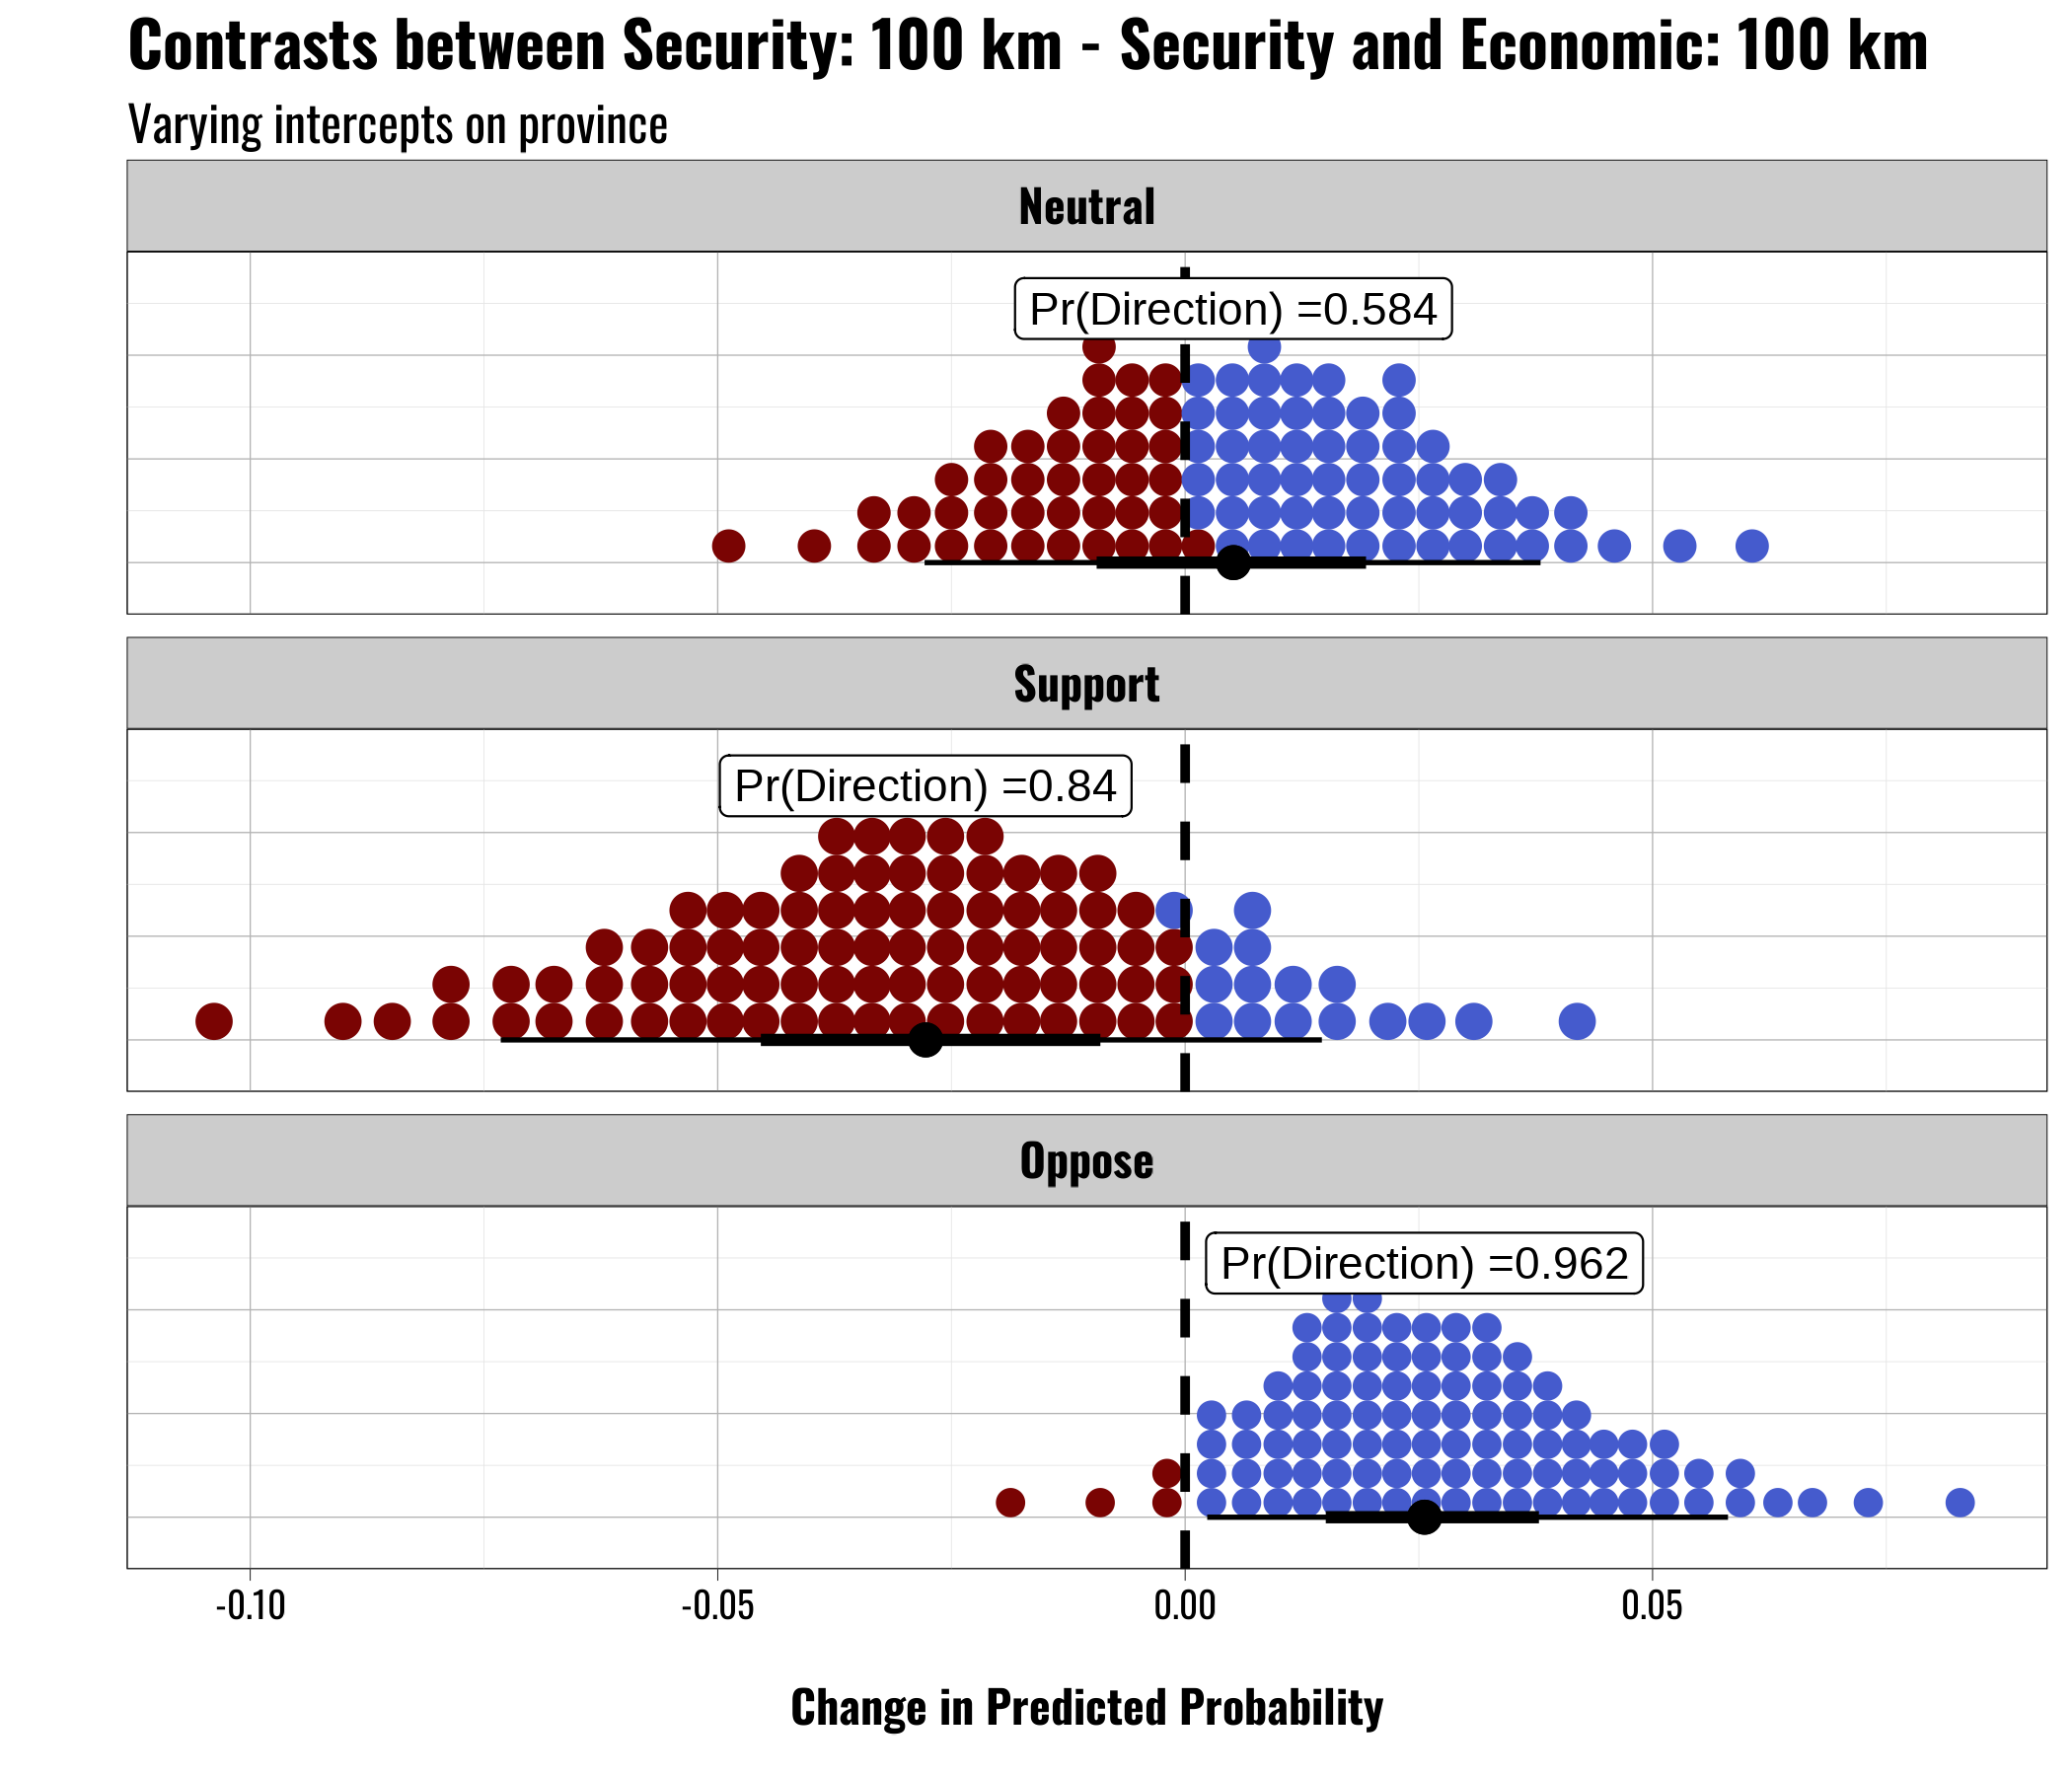 Contrasts between Security: 100 km - Security and Economic: 100 km
Varying intercepts on province
Neutral
Pr(Direction) =0.584
Support
Pr(Direction) =0.84
Oppose
Pr(Direction) =0.962
-0.10 -0.05 0.00 0.05
Change in Predicted Probability